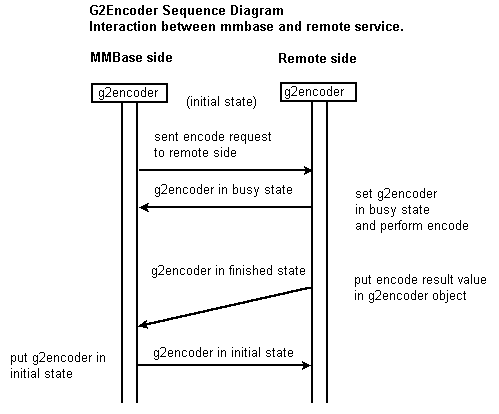 G2Encoder Sequence Diagram
Interaction between mmbase and remote service.
MMBase side
Remote side
g2encoder
(initial state)
g2encoder
sent encode request
to remote side
g2encoder in busy state
set g2encoder
in busy state
and perform encode
g2encoder in finished state
put encode result value
in g2encoder object
put g2encoder in
initial state
g2encoder in initial state